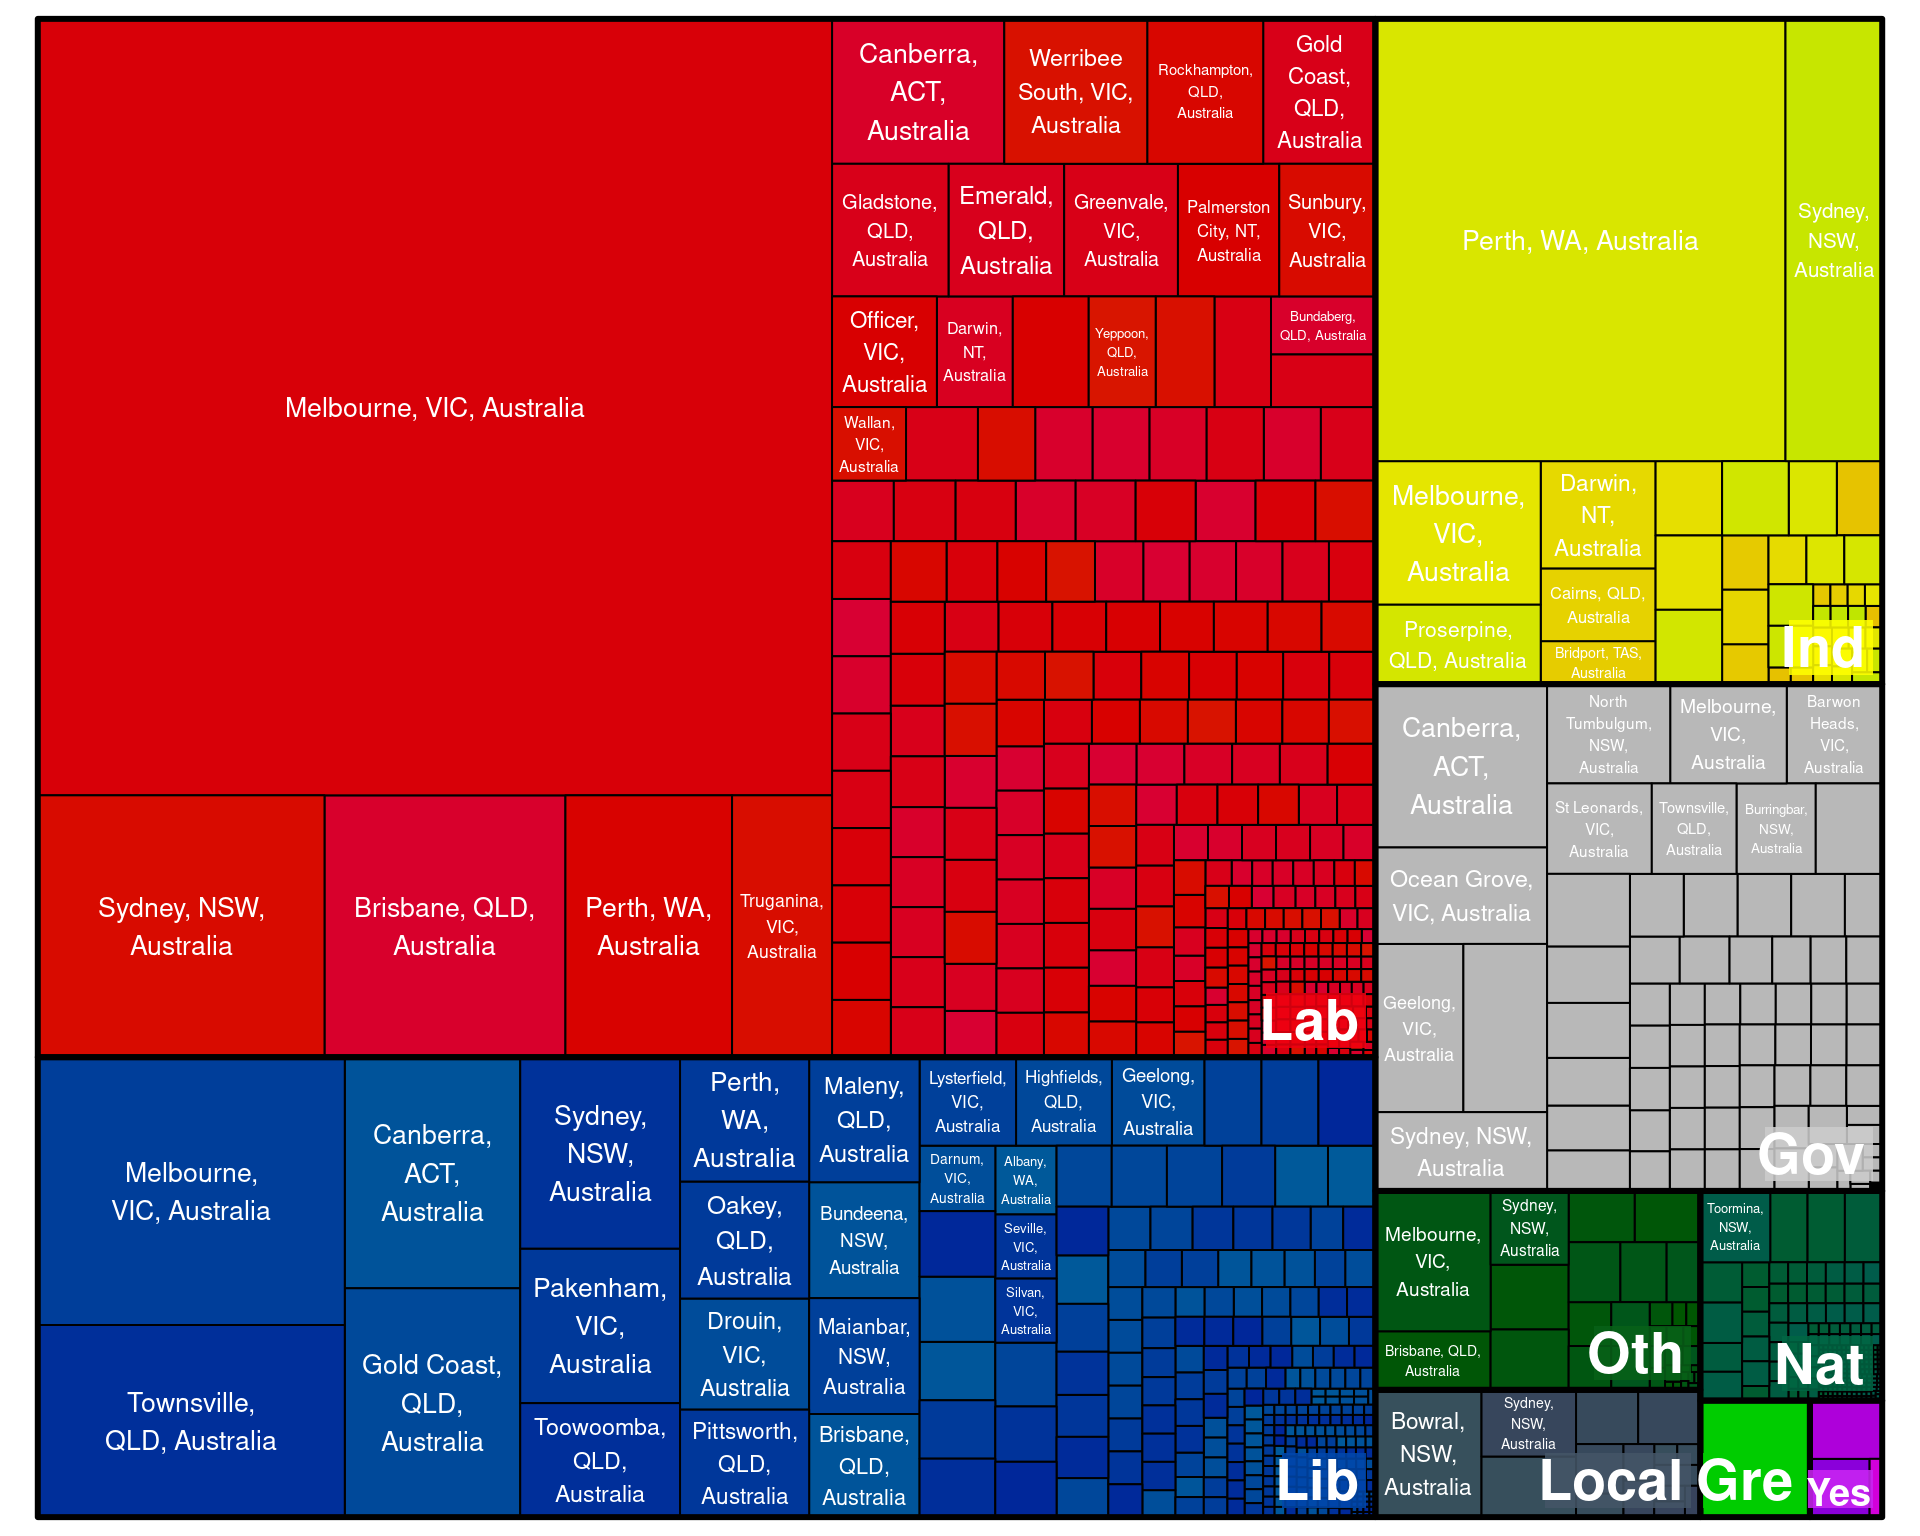 Melbourne, VIC, Australia
Sydney, NSW,
Australia
Brisbane, QLD,
Australia
Perth, WA,
Australia
Truganina,
VIC,
Australia
Canberra,
ACT,
Australia
Werribee
South, VIC,
Australia
Rockhampton,
QLD,
Australia
Gold
Coast,
QLD,
Australia
Gladstone,
QLD,
Australia
Emerald,
QLD,
Australia
Greenvale,
VIC,
Australia
Palmerston
City, NT,
Australia
Sunbury,
VIC,
Australia
Officer,
VIC,
Australia
Darwin,
NT,
Australia
Yeppoon,
QLD,
Australia
Bundaberg,
QLD, Australia
Wallan,
VIC,
Australia
Lab
Melbourne,
VIC, Australia
Townsville,
QLD, Australia
Canberra,
ACT,
Australia
Gold Coast,
QLD,
Australia
Sydney,
NSW,
Australia
Pakenham,
VIC,
Australia
Toowoomba,
QLD,
Australia
Perth,
WA,
Australia
Oakey,
QLD,
Australia
Drouin,
VIC,
Australia
Pittsworth,
QLD,
Australia
Maleny,
QLD,
Australia
Bundeena,
NSW,
Australia
Maianbar,
NSW,
Australia
Brisbane,
QLD,
Australia
Lysterfield,
VIC,
Australia
Highfields,
QLD,
Australia
Geelong,
VIC,
Australia
Darnum,
VIC,
Australia
Albany,
WA,
Australia
Seville,
VIC,
Australia
Silvan,
VIC,
Australia
Lib
Perth, WA, Australia
Sydney,
NSW,
Australia
Melbourne,
VIC,
Australia
Proserpine,
QLD, Australia
Darwin,
NT,
Australia
Cairns, QLD,
Australia
Bridport, TAS,
Australia
Ind
Canberra,
ACT,
Australia
Ocean Grove,
VIC, Australia
Geelong,
VIC,
Australia
Sydney, NSW,
Australia
North
Tumbulgum,
NSW,
Australia
Melbourne,
VIC,
Australia
Barwon
Heads,
VIC,
Australia
St Leonards,
VIC,
Australia
Townsville,
QLD,
Australia
Burringbar,
NSW,
Australia
Gov
Melbourne,
VIC,
Australia
Brisbane, QLD,
Australia
Sydney,
NSW,
Australia
Oth
Toormina,
NSW,
Australia
Nat
Bowral,
NSW,
Australia
Sydney,
NSW,
Australia
Local
Gre
Yes